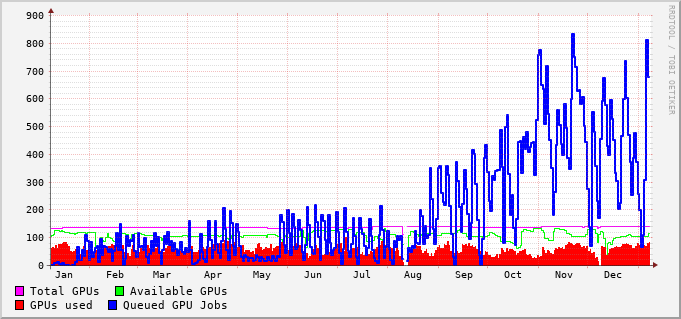 900
800
700
600
500
400
300
200
100
0
Jan Feb Mar Apr May Jun Jul Aug Sep Oct Nov Dec
Total GPUs Available GPUs
GPUs used Queued GPU Jobs
RRDTOOL / TOBI OETIKER